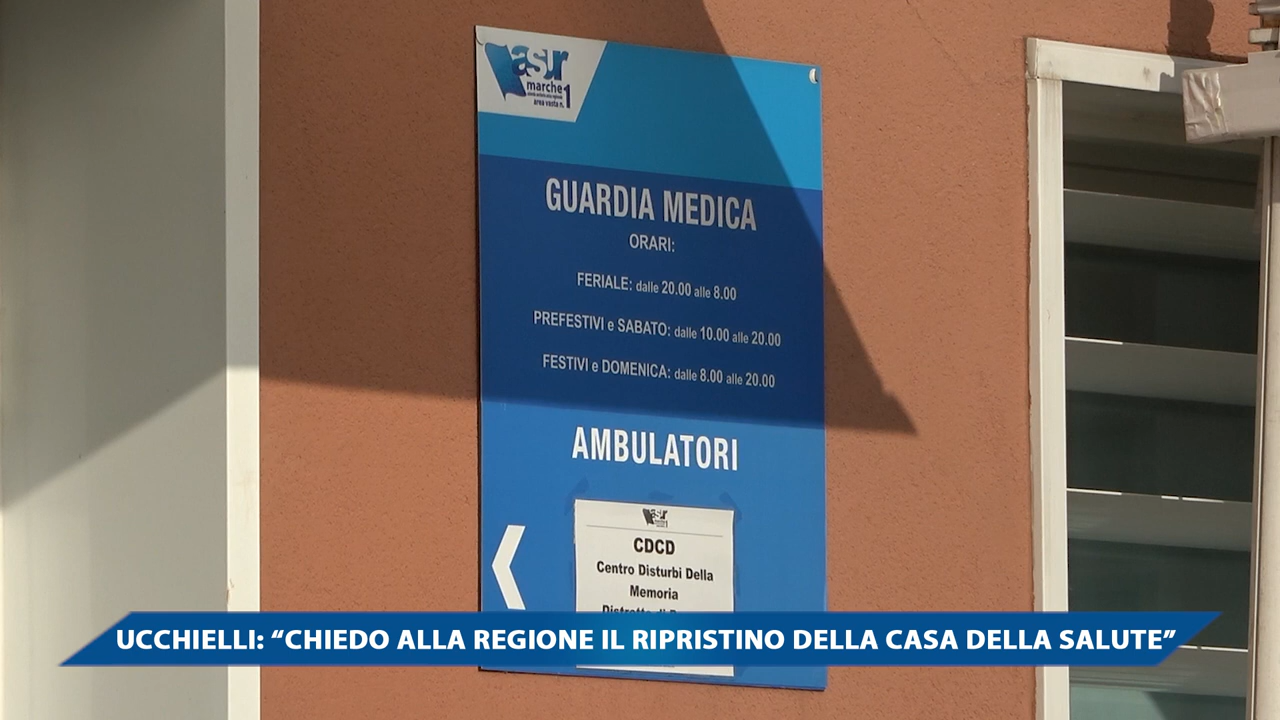 asur
marche 1
area vasta n.
GUARDIA MEDICA
ORARI:
FERIALE: dalle 20.00 alle 8.00
PREFESTIVI e SABATO: dalle 10.00 alle 20.00
FESTIVI e DOMENICA: dalle 8.00 alle 20.00
AMBULATORI
asur
CDCD
Centro Disturbi Della
Memoria
UCCHIELLI: “CHIEDO ALLA REGIONE IL RIPRISTINO DELLA CASA DELLA SALUTE”